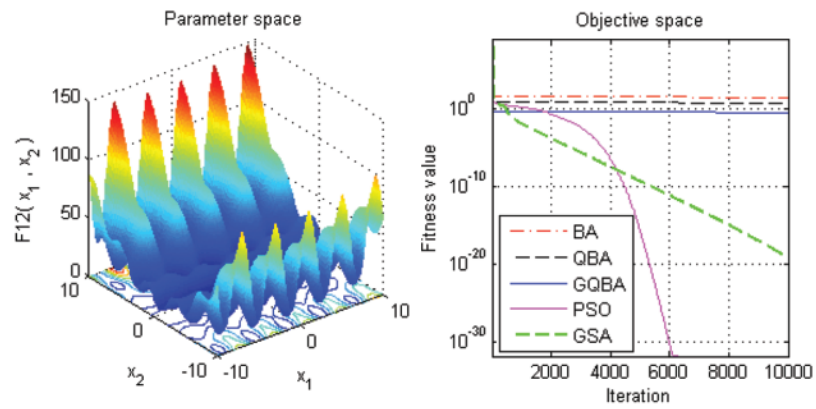 Parameter space
F12( x1 , x2 )
150
100
50
0
10
0
-10
x2
-10
0
10
x1
Objective space
Fitness value
10^0
10^-10
10^-20
10^-30
BA
QBA
GQBA
PSO
GSA
2000 4000 6000 8000 10000
Iteration